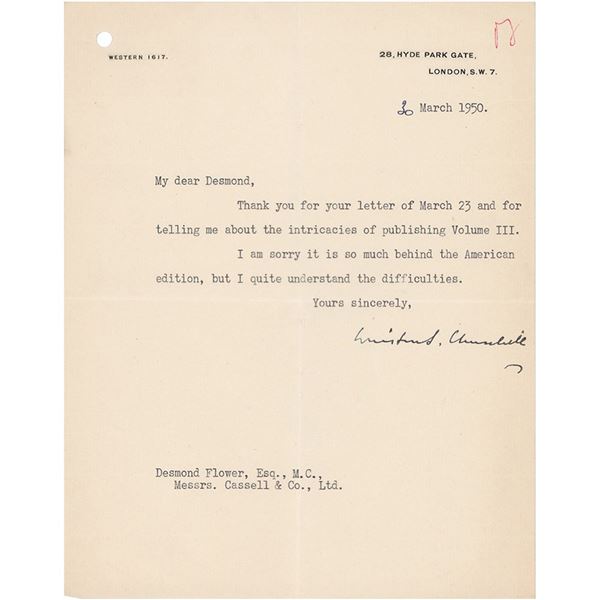 WESTERN 1617.
28, HYDE PARK GATE,
LONDON, S.W. 7.
30 March 1950.
My dear Desmond,
Thank you for your letter of March 23 and for
telling me about the intricacies of publishing Volume III.
I am sorry it is so much behind the American
edition, but I quite understand the difficulties.
Yours sincerely,
Winston S. Churchill
Desmond Flower, Esq., M.C.,
Messrs. Cassell & Co., Ltd.